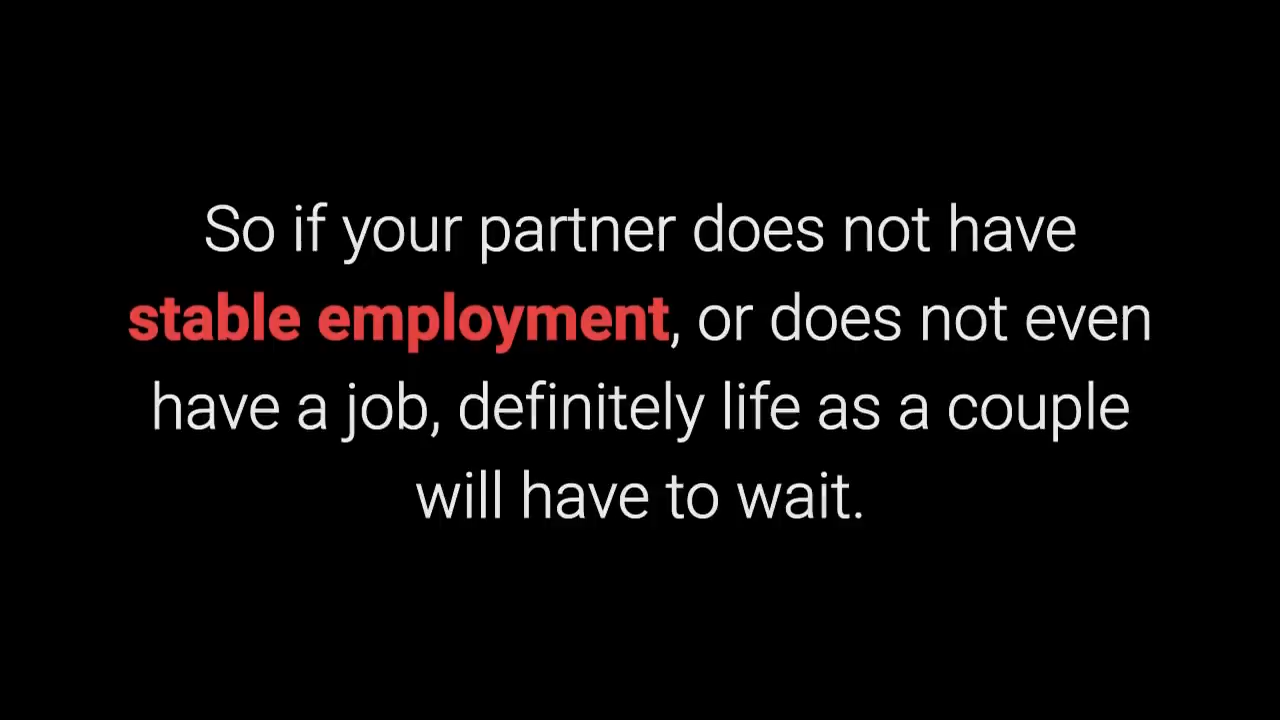 So if your partner does not have
stable employment, or does not even
have a job, definitely life as a couple
will have to wait.